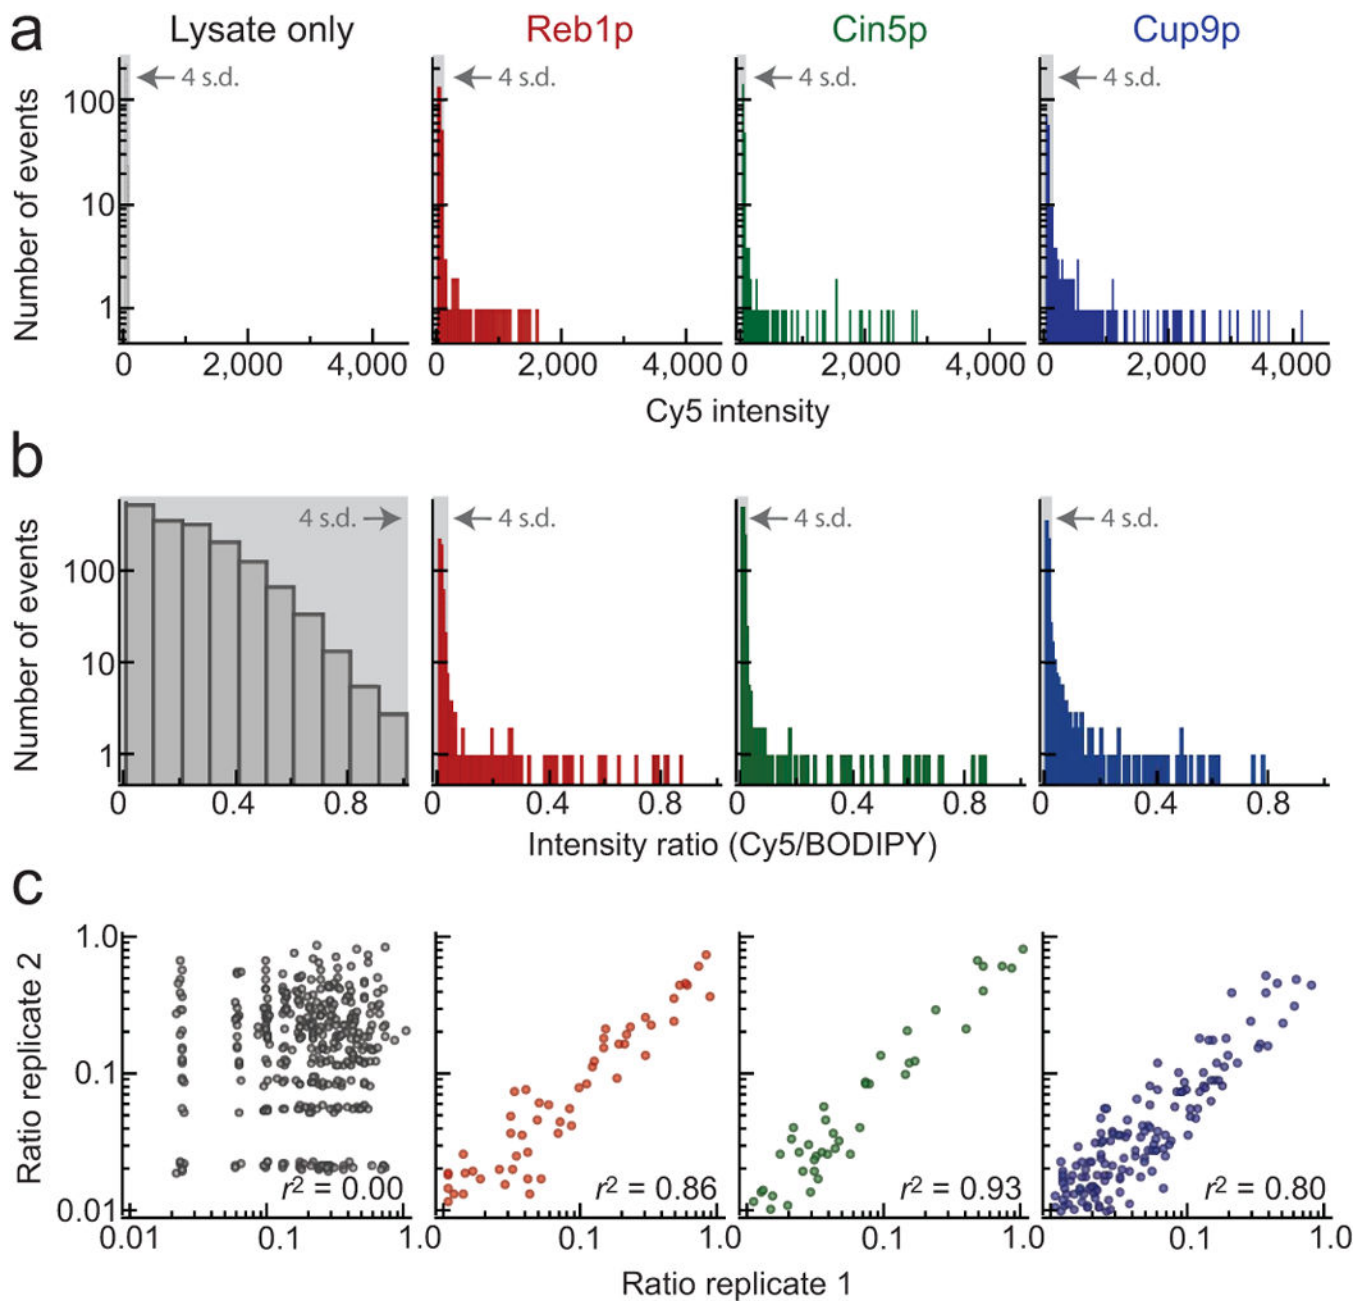 a
Lysate only Reb1p Cin5p Cup9p
4 s.d. 4 s.d. 4 s.d. 4 s.d.
Number of events
100
10
1
0 2,000 4,000 0 2,000 4,000 0 2,000 4,000 0 2,000 4,000
Cy5 intensity
b
4 s.d. 4 s.d. 4 s.d. 4 s.d.
Number of events
100
10
1
0 0.4 0.8 0 0.4 0.8 0 0.4 0.8 0 0.4 0.8
Intensity ratio (Cy5/BODIPY)
c
Ratio replicate 2
1.0
0.1
0.01
r² = 0.00 r² = 0.86 r² = 0.93 r² = 0.80
0.01 0.1 1.0 0.1 1.0 0.1 1.0 0.1 1.0
Ratio replicate 1